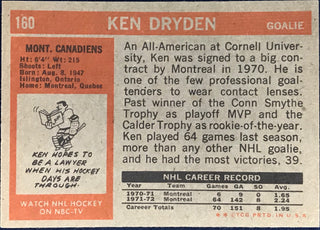 160
KEN DRYDEN
GOALIE
MONT. CANADIENS
Ht: 6'4" Wt: 215
Shoots: Left
Born: Aug. 8, 1947
Islington, Ontario
Home: Montreal, Quebec
KEN HOPES TO
BE A LAWYER
WHEN HIS HOCKEY
DAYS ARE
THROUGH
WATCH NHL HOCKEY
ON NBC-TV
An All-American at Cornell Univer-
sity, Ken was signed to a big con-
tract by Montreal in 1970. He is
one of the few professional goal-
tenders to wear contact lenses.
Past winner of the Conn Smythe
Trophy as playoff MVP and the
Calder Trophy as rookie-of-the-year.
Ken played 64 games last season,
more than any other NHL goalie,
and he had the most victories, 39.
NHL CAREER RECORD
YEAR TEAM Games GA SO Avg.
1970-71 Montreal 6 9 0 1.65
1971-72 Montreal 64 142 8 2.24
Career Totals 70 151 8 1.95
© T.C.G. PRTD. IN U.S.A.